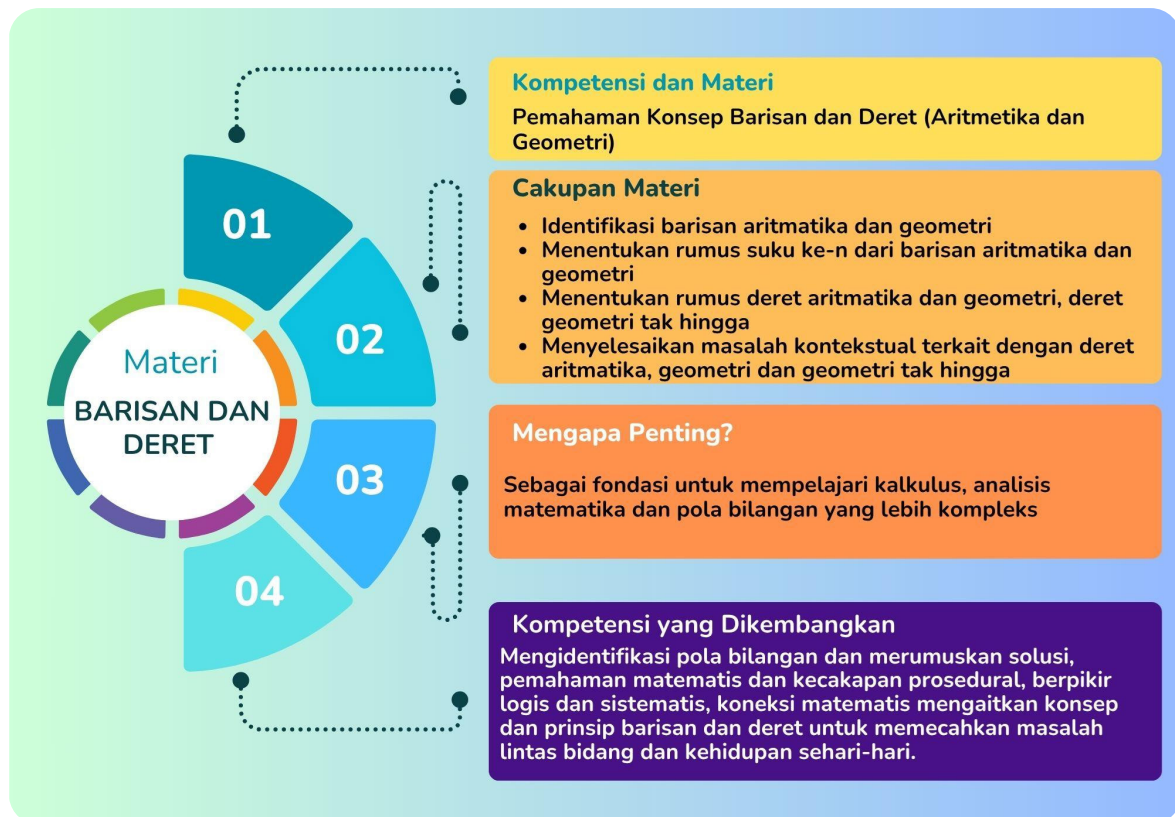 Materi
BARISAN DAN
DERET
01
02
03
04
Kompetensi dan Materi
Pemahaman Konsep Barisan dan Deret (Aritmetika dan
Geometri)
Cakupan Materi
• Identifikasi barisan aritmatika dan geometri
• Menentukan rumus suku ke-n dari barisan aritmatika dan
geometri
• Menentukan rumus deret aritmatika dan geometri, deret
geometri tak hingga
• Menyelesaikan masalah kontekstual terkait dengan deret
aritmatika, geometri dan geometri tak hingga
Mengapa Penting?
Sebagai fondasi untuk mempelajari kalkulus, analisis
matematika dan pola bilangan yang lebih kompleks
Kompetensi yang Dikembangkan
Mengidentifikasi pola bilangan dan merumuskan solusi,
pemahaman matematis dan kecakapan prosedural, berpikir
logis dan sistematis, koneksi matematis mengaitkan konsep
dan prinsip barisan dan deret untuk memecahkan masalah
lintas bidang dan kehidupan sehari-hari.